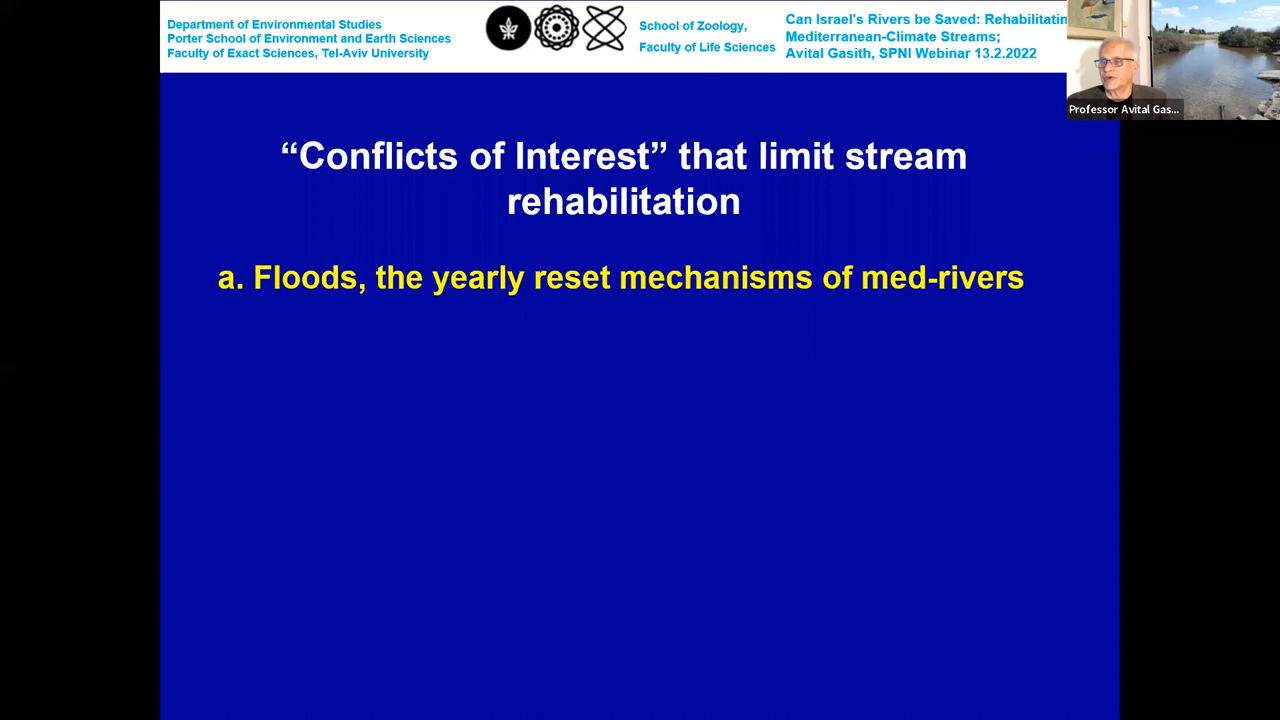 Department of Environmental Studies
Porter School of Environment and Earth Sciences
Faculty of Exact Sciences, Tel-Aviv University
School of Zoology,
Faculty of Life Sciences
Can Israel's Rivers be Saved: Rehabilitatin
Mediterranean-Climate Streams;
Avital Gasith, SPNI Webinar 13.2.2022
Professor Avital Gas...
“Conflicts of Interest” that limit stream
rehabilitation
a. Floods, the yearly reset mechanisms of med-rivers